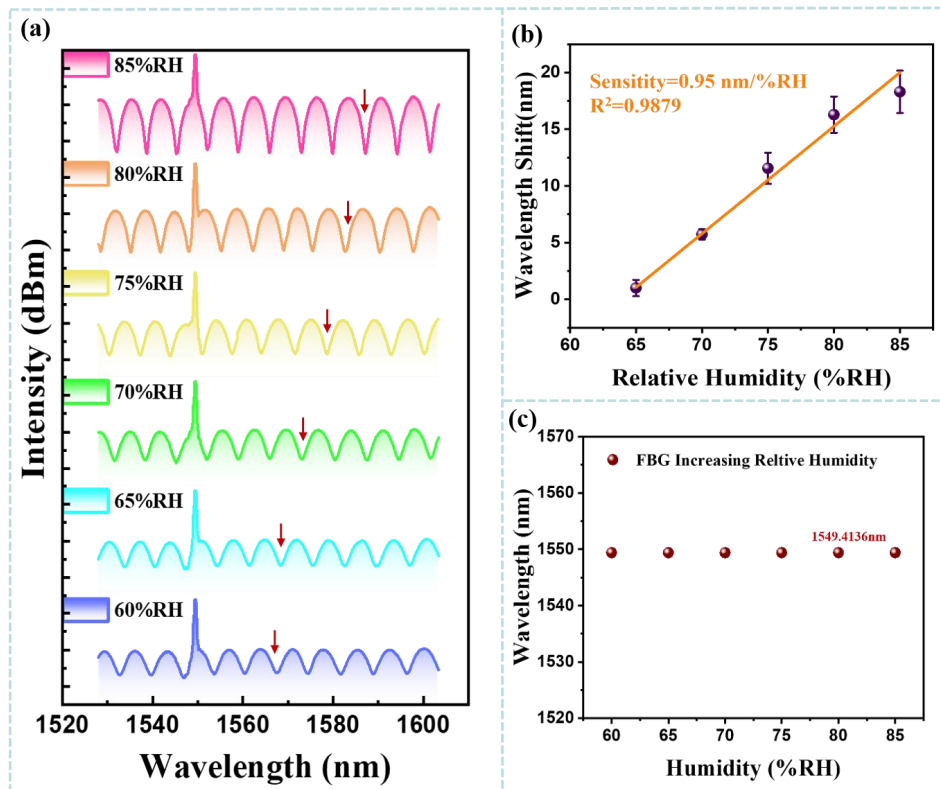 (a)
85%RH
80%RH
75%RH
70%RH
65%RH
60%RH
Intensity (dBm)
1520 1540 1560 1580 1600
Wavelength (nm)
(b)
Sensitity=0.95 nm/%RH
R²=0.9879
Wavelength Shift(nm)
20
15
10
5
0
60 65 70 75 80 85
Relative Humidity (%RH)
(c)
FBG Increasing Reltive Humidity
1549.4136nm
Wavelength (nm)
1570
1560
1550
1540
1530
1520
60 65 70 75 80 85
Humidity (%RH)